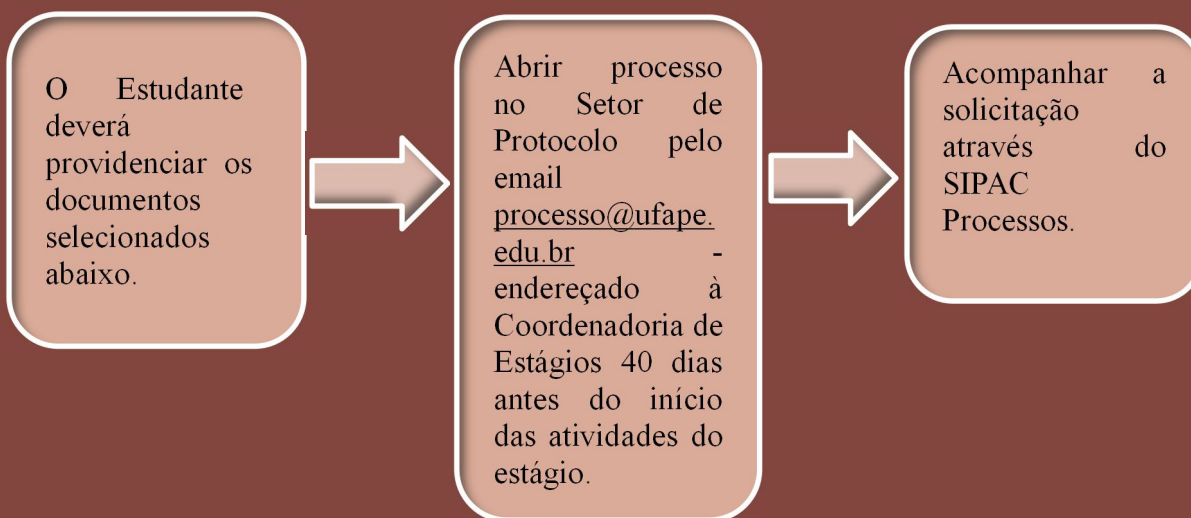 O Estudante
deverá
providenciar os
documentos
selecionados
abaixo.
Abrir processo
no Setor de
Protocolo pelo
email
processo@ufape.
edu.br -
endereçado à
Coordenadoria de
Estágios 40 dias
antes do início
das atividades do
estágio.
Acompanhar a
solicitação
através do
SIPAC
Processos.